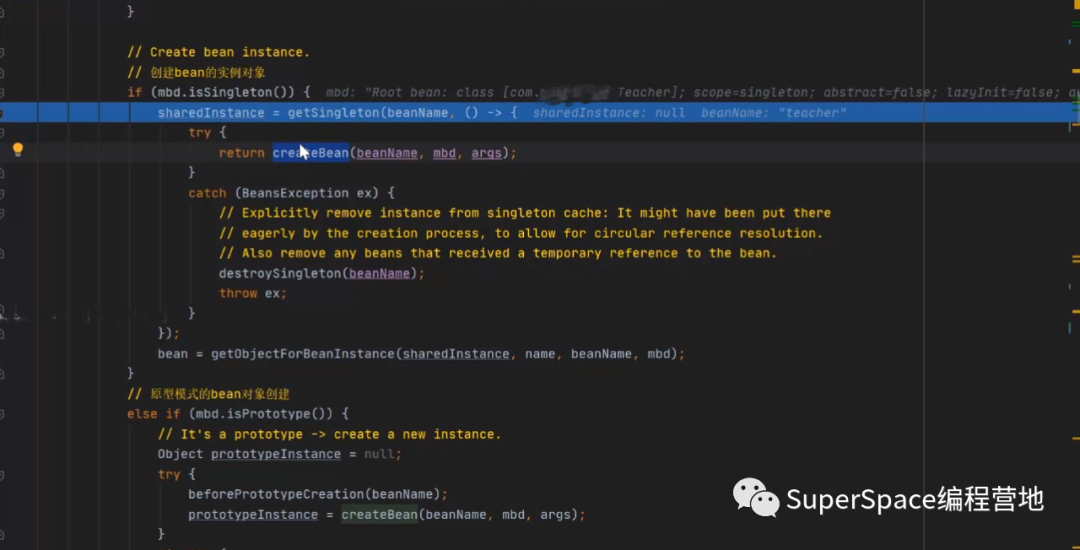 }
// Create bean instance.
// 创建bean的实例对象
if (mbd.isSingleton()) {  mbd: "Root bean: class [com. Teacher]; scope=singleton; abstract=false; lazyInit=false;
sharedInstance = getSingleton(beanName, () -> {  sharedInstance: null  beanName: "teacher"
try {
return createBean(beanName, mbd, args);
}
catch (BeansException ex) {
// Explicitly remove instance from singleton cache: It might have been put there
// eagerly by the creation process, to allow for circular reference resolution.
// Also remove any beans that received a temporary reference to the bean.
destroySingleton(beanName);
throw ex;
}
});
bean = getObjectForBeanInstance(sharedInstance, name, beanName, mbd);
}
// 原型模式的bean对象创建
else if (mbd.isPrototype()) {
// It's a prototype -> create a new instance.
Object prototypeInstance = null;
try {
beforePrototypeCreation(beanName);
prototypeInstance = createBean(beanName, mbd, args);
}
SuperSpace编程营地